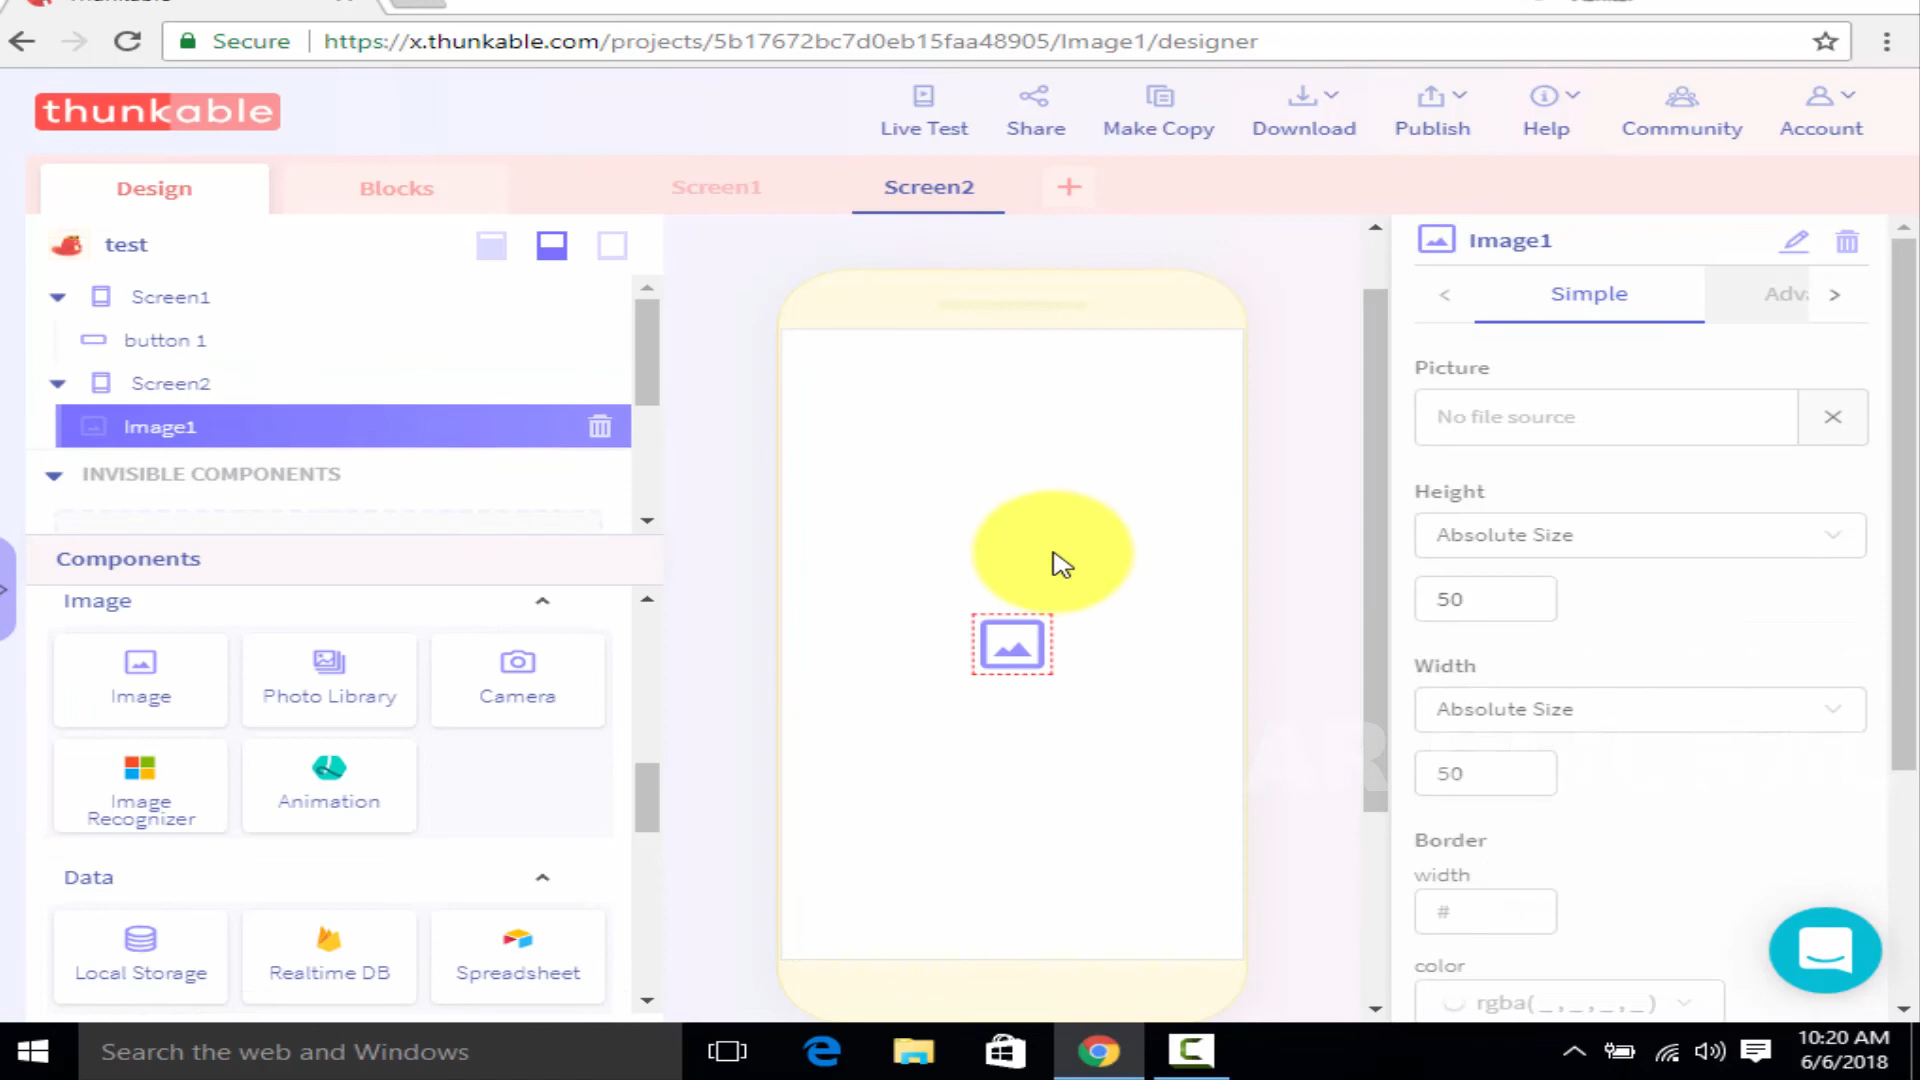 Secure
https://x.thunkable.com/projects/5b17672bc7d0eb15faa48905/Image1/designer
thunkable
Live Test
Share
Make Copy
Download
Publish
Help
Community
Account
Design
Blocks
Screen1
Screen2
+
test
Screen1
button 1
Screen2
Image1
INVISIBLE COMPONENTS
Components
Image
Image
Photo Library
Camera
Image
Recognizer
Animation
Data
Local Storage
Realtime DB
Spreadsheet
Image1
<
Simple
Adv
>
Picture
No file source
Height
Absolute Size
50
Width
Absolute Size
50
Border
width
#
color
rgba(_,_,_,_)
Search the web and Windows
10:20 AM
6/6/2018